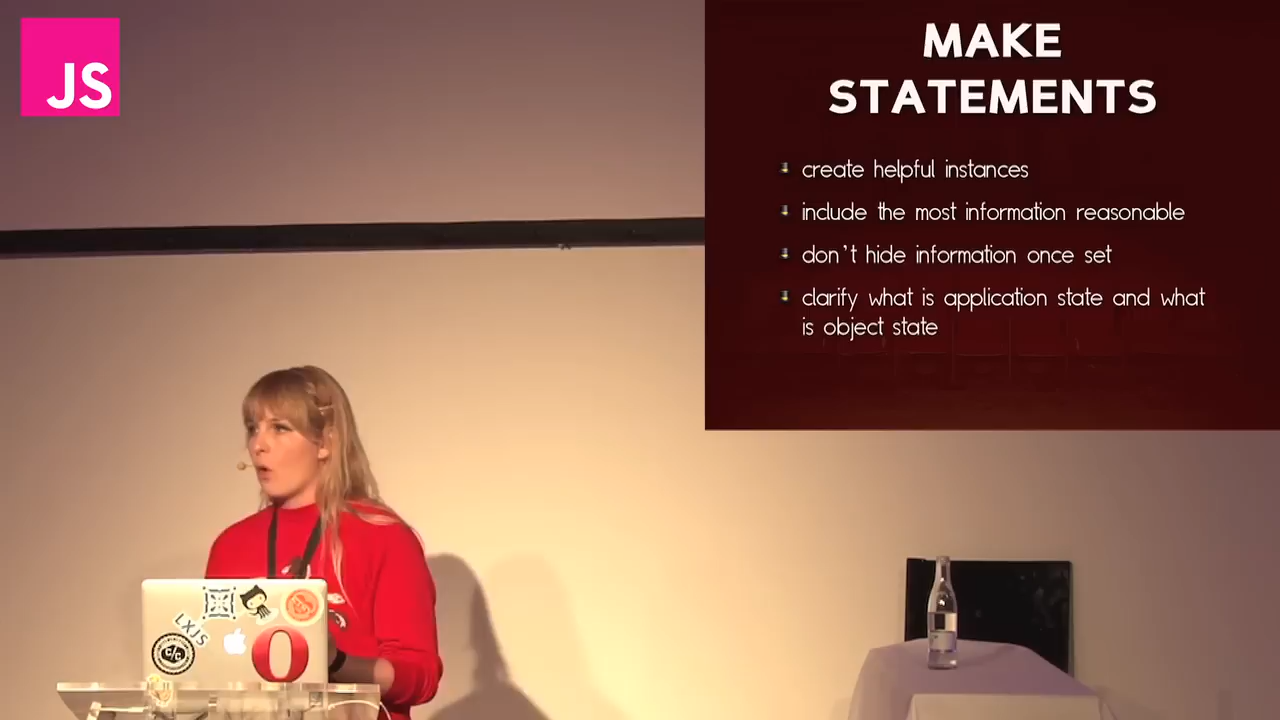 JS
MAKE
STATEMENTS
create helpful instances
include the most information reasonable
don't hide information once set
clarify what is application state and what
is object state
LXJS
C/C